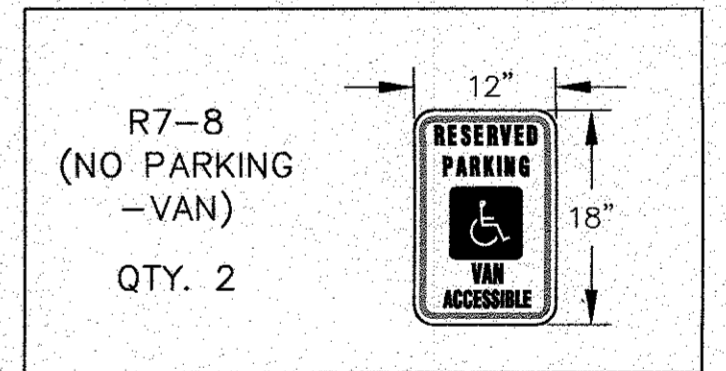 R7-8
(NO PARKING
-VAN)
QTY. 2
12"
RESERVED
PARKING
VAN
ACCESSIBLE
18"